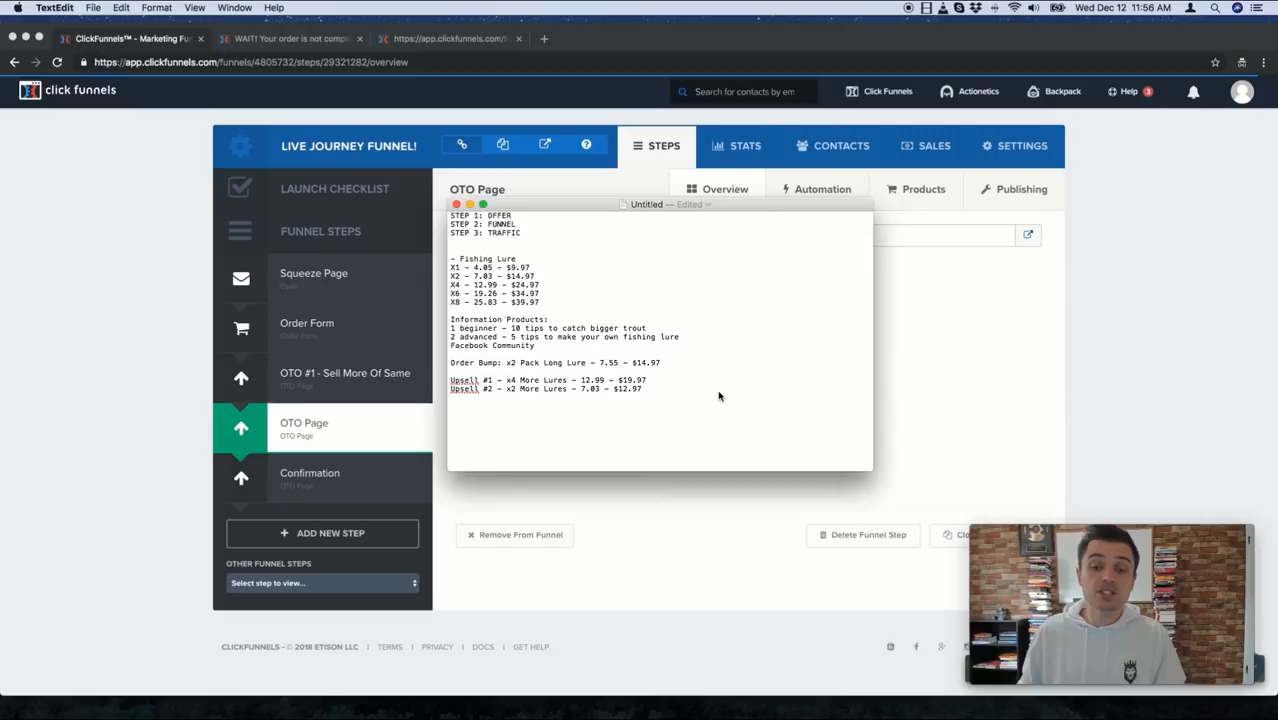 TextEdit File Edit Format View Window Help
Wed Dec 12 11:56 AM
ClickFunnels™ - Marketing Fu
WAIT! Your order is not comp
https://app.clickfunnels.com/
https://app.clickfunnels.com/funnels/4805732/steps/29321282/overview
click funnels
Search for contacts by em
Click Funnels
Actionetics
Backpack
Help 3
LIVE JOURNEY FUNNEL!
STEPS
STATS
CONTACTS
SALES
SETTINGS
LAUNCH CHECKLIST
OTO Page
Overview
Automation
Products
Publishing
FUNNEL STEPS
Squeeze Page
Order Form
Order Form
OTO #1 - Sell More Of Same
OTO Page
OTO Page
OTO Page
Confirmation
OTO Page
ADD NEW STEP
OTHER FUNNEL STEPS
Select step to view...
Untitled — Edited
STEP 1: OFFER
STEP 2: FUNNEL
STEP 3: TRAFFIC
- Fishing Lure
X1 - 4.05 - $9.97
X2 - 7.03 - $14.97
X4 - 12.99 - $24.97
X6 - 19.26 - $34.97
X8 - 25.83 - $39.97
Information Products:
1 beginner - 10 tips to catch bigger trout
2 advanced - 5 tips to make your own fishing lure
Facebook Community
Order Bump: x2 Pack Long Lure - 7.55 - $14.97
Upsell #1 - x4 More Lures - 12.99 - $19.97
Upsell #2 - x2 More Lures - 7.03 - $12.97
Remove From Funnel
Delete Funnel Step
Clo
CLICKFUNNELS - © 2018 ETISON LLC | TERMS | PRIVACY | DOCS | GET HELP